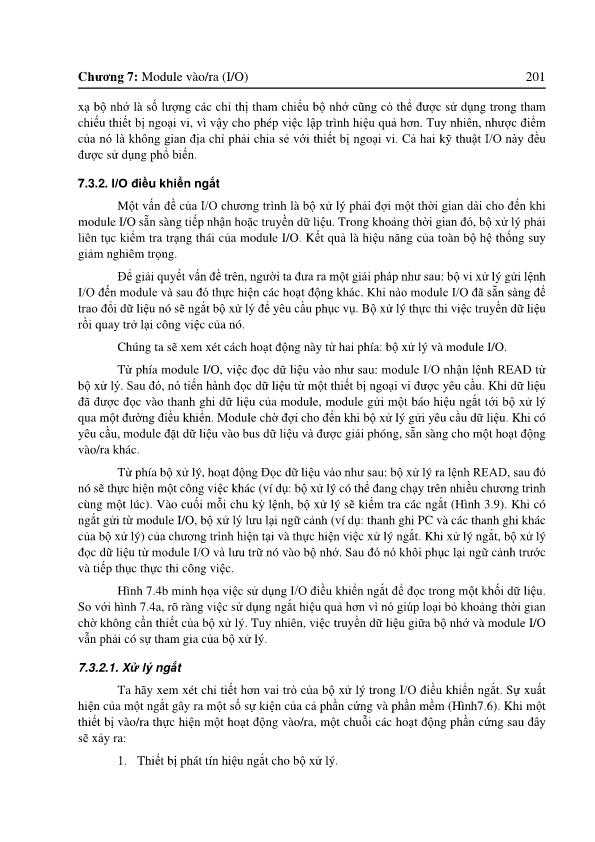 Chương 7: Module vào/ra (I/O) 201
xạ bộ nhớ là số lượng các chỉ thị tham chiếu bộ nhớ cũng có thể được sử dụng trong tham
chiếu thiết bị ngoại vi, vì vậy cho phép việc lập trình hiệu quả hơn. Tuy nhiên, nhược điểm
của nó là không gian địa chỉ phải chia sẻ với thiết bị ngoại vi. Cả hai kỹ thuật I/O này đều
được sử dụng phổ biến.
7.3.2. I/O điều khiển ngắt
Một vấn đề của I/O chương trình là bộ xử lý phải đợi một thời gian dài cho đến khi
module I/O sẵn sàng tiếp nhận hoặc truyền dữ liệu. Trong khoảng thời gian đó, bộ xử lý phải
liên tục kiểm tra trạng thái của module I/O. Kết quả là hiệu năng của toàn bộ hệ thống suy
giảm nghiêm trọng.
Để giải quyết vấn đề trên, người ta đưa ra một giải pháp như sau: bộ vi xử lý gửi lệnh
I/O đến module và sau đó thực hiện các hoạt động khác. Khi nào module I/O đã sẵn sàng để
trao đổi dữ liệu nó sẽ ngắt bộ xử lý để yêu cầu phục vụ. Bộ xử lý thực thi việc truyền dữ liệu
rồi quay trở lại công việc của nó.
Chúng ta sẽ xem xét cách hoạt động này từ hai phía: bộ xử lý và module I/O.
Từ phía module I/O, việc đọc dữ liệu vào như sau: module I/O nhận lệnh READ từ
bộ xử lý. Sau đó, nó tiến hành đọc dữ liệu từ một thiết bị ngoại vi được yêu cầu. Khi dữ liệu
đã được đọc vào thanh ghi dữ liệu của module, module gửi một báo hiệu ngắt tới bộ xử lý
qua một đường điều khiển. Module chờ đợi cho đến khi bộ xử lý gửi yêu cầu dữ liệu. Khi có
yêu cầu, module đặt dữ liệu vào bus dữ liệu và được giải phóng, sẵn sàng cho một hoạt động
vào/ra khác.
Từ phía bộ xử lý, hoạt động Đọc dữ liệu vào như sau: bộ xử lý ra lệnh READ, sau đó
nó sẽ thực hiện một công việc khác (ví dụ: bộ xử lý có thể đang chạy trên nhiều chương trình
cùng một lúc). Vào cuối mỗi chu kỳ lệnh, bộ xử lý sẽ kiểm tra các ngắt (Hình 3.9). Khi có
ngắt gửi từ module I/O, bộ xử lý lưu lại ngữ cảnh (ví dụ: thanh ghi PC và các thanh ghi khác
của bộ xử lý) của chương trình hiện tại và thực hiện việc xử lý ngắt. Khi xử lý ngắt, bộ xử lý
đọc dữ liệu từ module I/O và lưu trữ nó vào bộ nhớ. Sau đó nó khôi phục lại ngữ cảnh trước
và tiếp thục thực thi công việc.
Hình 7.4b minh họa việc sử dụng I/O điều khiển ngắt để đọc trong một khối dữ liệu.
So với hình 7.4a, rõ ràng việc sử dụng ngắt hiệu quả hơn vì nó giúp loại bỏ khoảng thời gian
chờ không cần thiết của bộ xử lý. Tuy nhiên, việc truyền dữ liệu giữa bộ nhớ và module I/O
vẫn phải có sự tham gia của bộ xử lý.
7.3.2.1. Xử lý ngắt
Ta hãy xem xét chi tiết hơn vai trò của bộ xử lý trong I/O điều khiển ngắt. Sự xuất
hiện của một ngắt gây ra một số sự kiện của cả phần cứng và phần mềm (Hình7.6). Khi một
thiết bị vào/ra thực hiện một hoạt động vào/ra, một chuỗi các hoạt động phần cứng sau đây
sẽ xảy ra:
1. Thiết bị phát tín hiệu ngắt cho bộ xử lý.